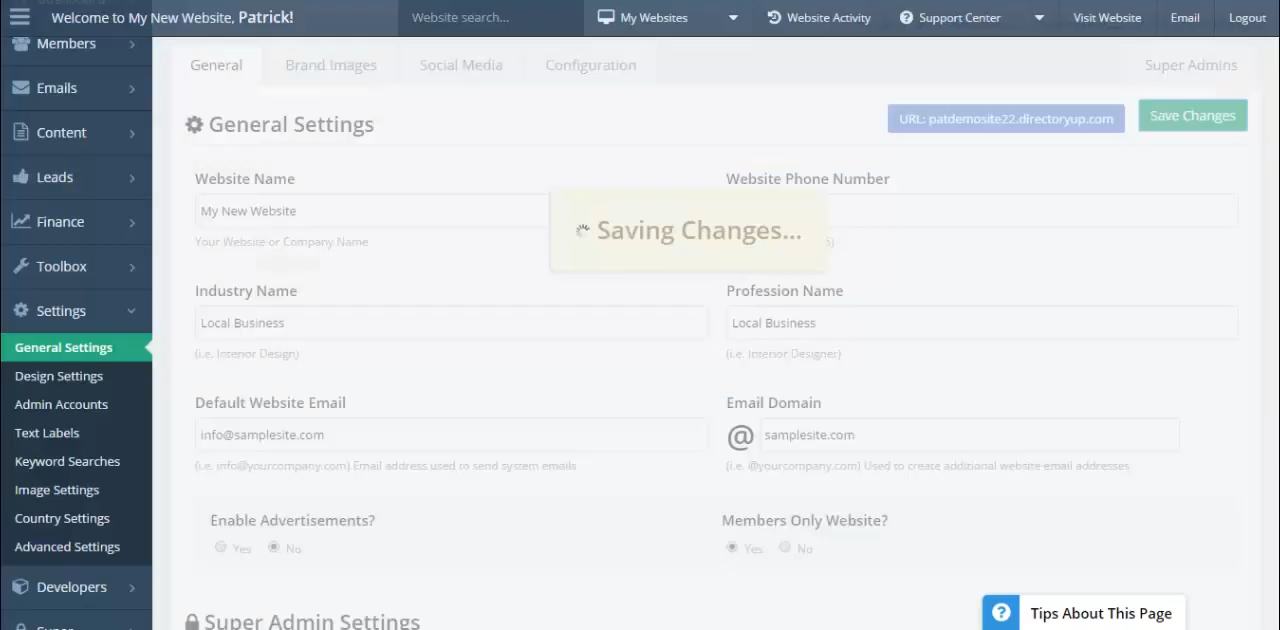 Welcome to My New Website, Patrick!
Website search...
My Websites
Website Activity
Support Center
Visit Website
Email
Logout
Members
Emails
Content
Leads
Finance
Toolbox
Settings
General Settings
Design Settings
Admin Accounts
Text Labels
Keyword Searches
Image Settings
Country Settings
Advanced Settings
Developers
Super
General
Brand Images
Social Media
Configuration
Super Admins
General Settings
URL: patdemosite22.directoryup.com
Save Changes
Website Name
Website Phone Number
My New Website
Your Website or Company Name
Saving Changes...
Industry Name
Profession Name
Local Business
Local Business
(i.e. Interior Design)
(i.e. Interior Designer)
Default Website Email
Email Domain
info@samplesite.com
@ samplesite.com
(i.e. info@yourcompany.com) Email address used to send system emails
(i.e. @yourcompany.com) Used to create additional website email addresses
Enable Advertisements?
Members Only Website?
Yes No
Yes No
Super Admin Settings
Tips About This Page